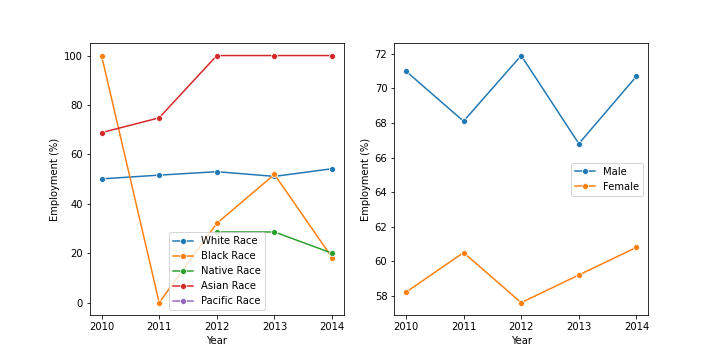 100
80
60
40
20
0
Employment (%)
2010 2011 2012 2013 2014
Year
White Race
Black Race
Native Race
Asian Race
Pacific Race
72
70
68
66
64
62
60
58
Employment (%)
2010 2011 2012 2013 2014
Year
Male
Female